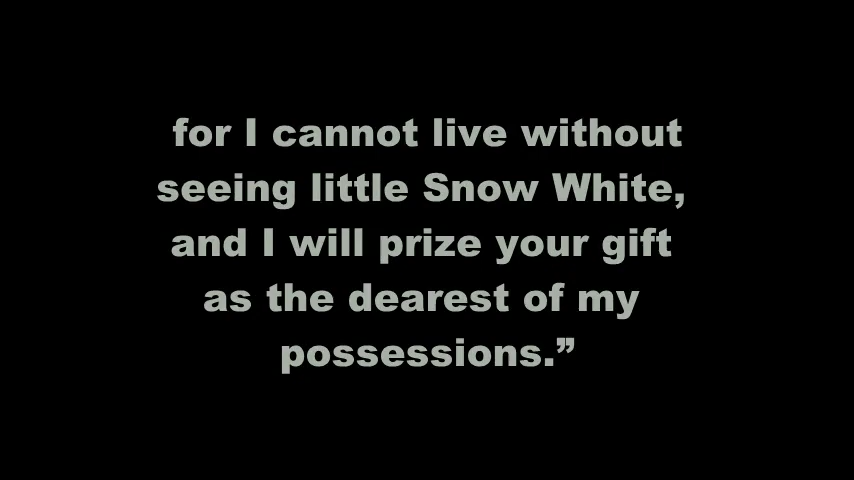 for I cannot live without
seeing little Snow White,
and I will prize your gift
as the dearest of my
possessions.”